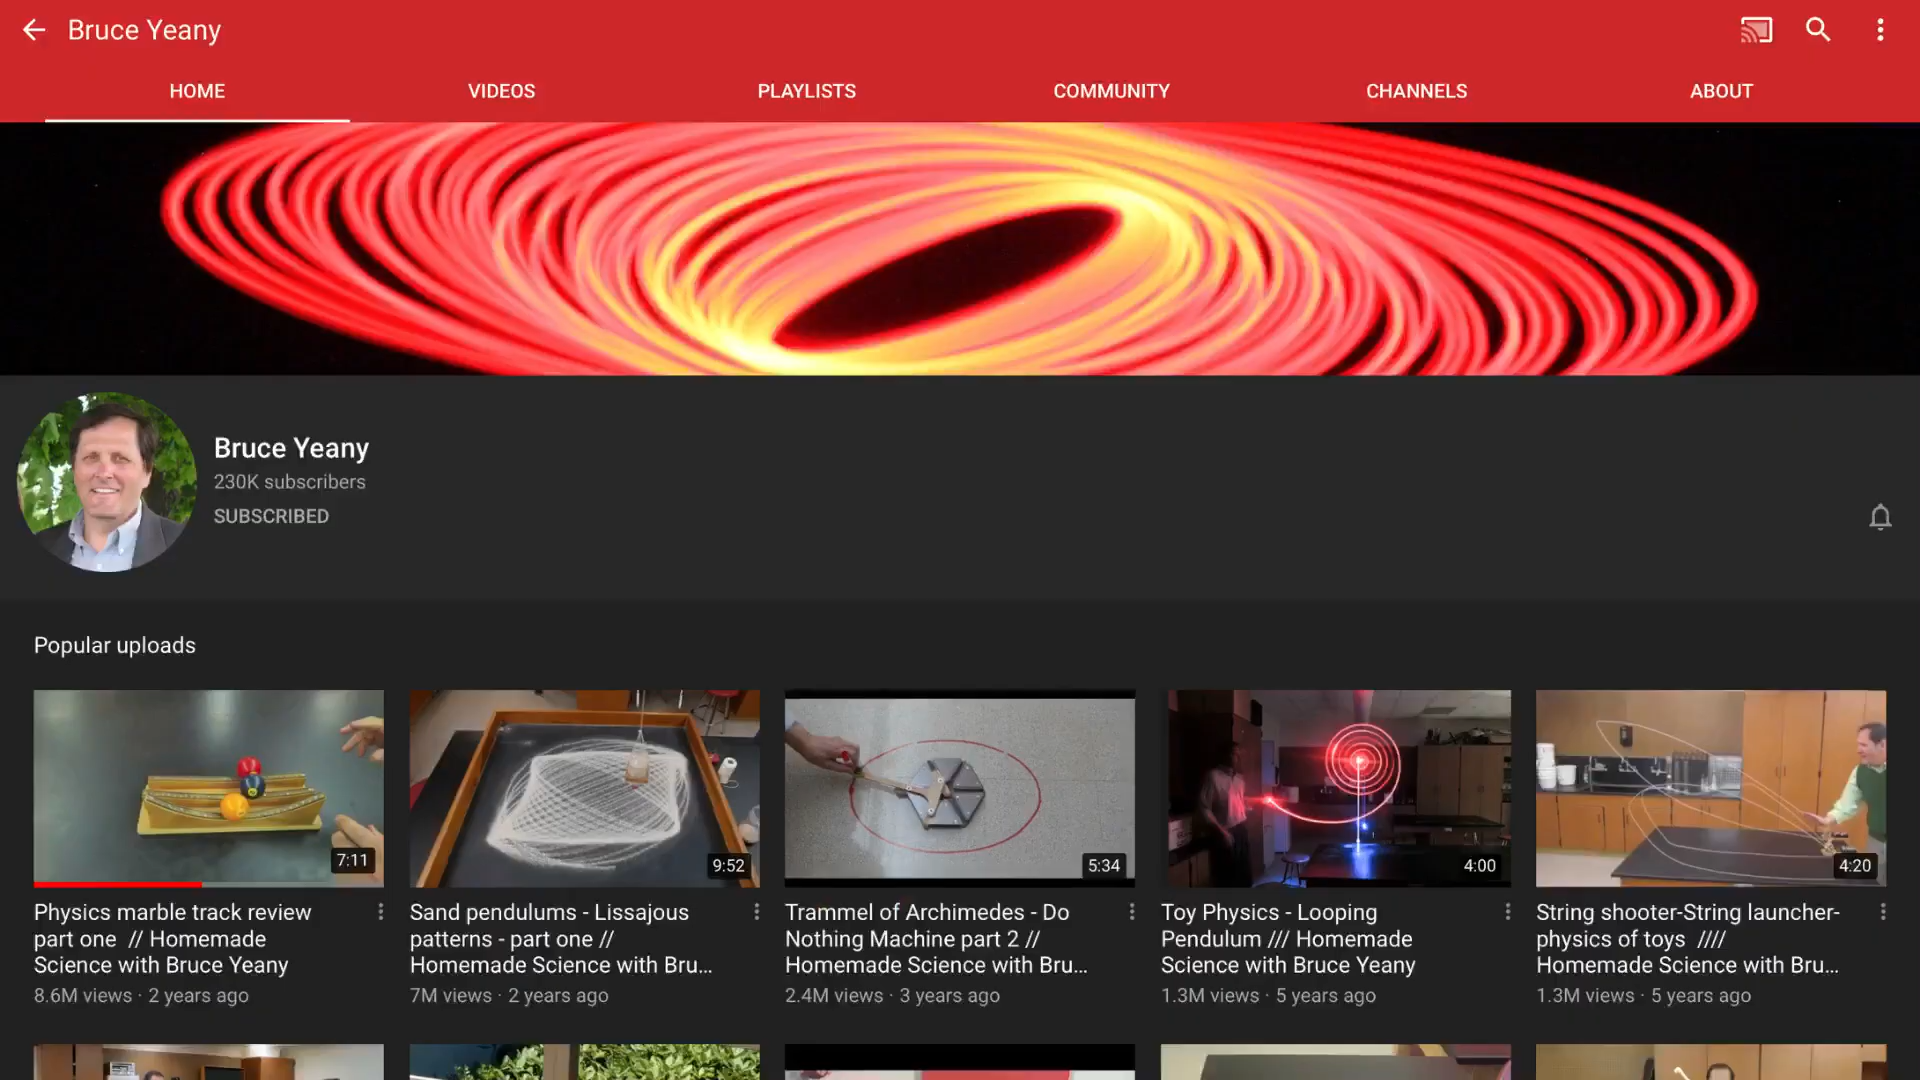 Bruce Yeany
HOME
VIDEOS
PLAYLISTS
COMMUNITY
CHANNELS
ABOUT
Bruce Yeany
230K subscribers
SUBSCRIBED
Popular uploads
7:11
9:52
5:34
4:00
4:20
Physics marble track review
part one // Homemade
Science with Bruce Yeany
8.6M views · 2 years ago
Sand pendulums - Lissajous
patterns - part one //
Homemade Science with Bru...
7M views · 2 years ago
Trammel of Archimedes - Do
Nothing Machine part 2 //
Homemade Science with Bru...
2.4M views · 3 years ago
Toy Physics - Looping
Pendulum /// Homemade
Science with Bruce Yeany
1.3M views · 5 years ago
String shooter-String launcher-
physics of toys ////
Homemade Science with Bru...
1.3M views · 5 years ago